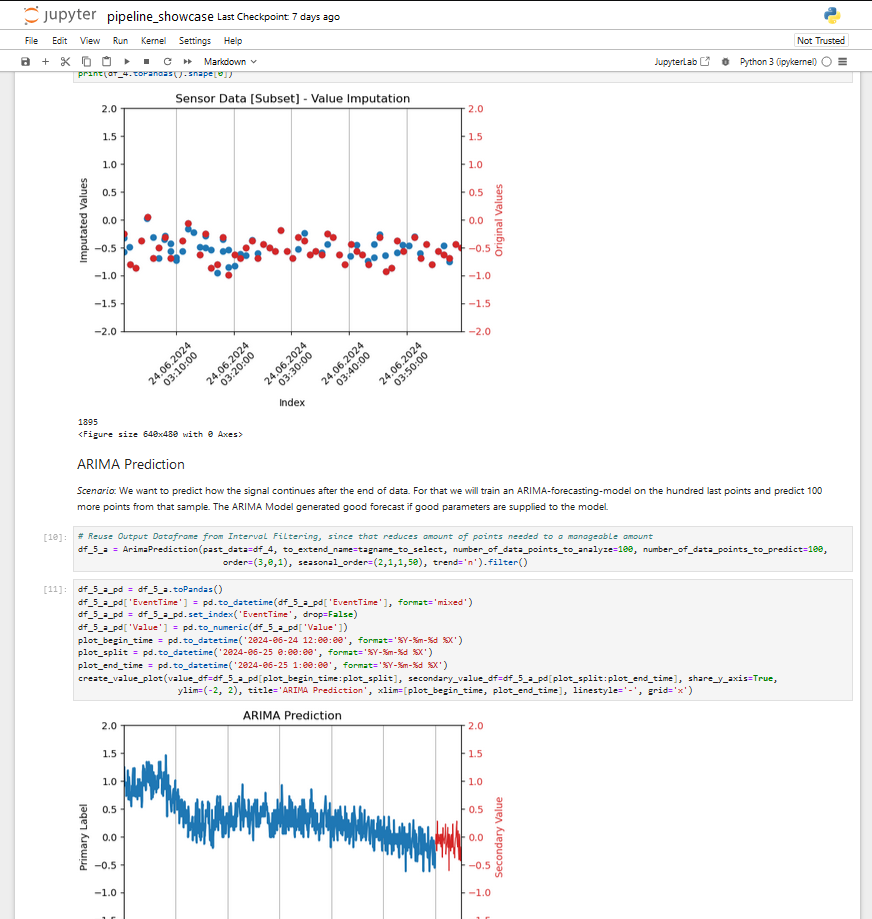 jupyter pipeline_showcase Last Checkpoint: 7 days ago
File Edit View Run Kernel Settings Help Not Trusted
Markdown JupyterLab Python 3 (ipykernel)
print(df_4.toPandas().shape[0])
Sensor Data [Subset] - Value Imputation
2.0 2.0
1.5 1.5
1.0 1.0
0.5 0.5
0.0 0.0
−0.5 −0.5
−1.0 −1.0
−1.5 −1.5
−2.0 −2.0
Imputated Values
Original Values
24.06.2024 03:10:00
24.06.2024 03:20:00
24.06.2024 03:30:00
24.06.2024 03:40:00
24.06.2024 03:50:00
Index
1895
<Figure size 640x480 with 0 Axes>
ARIMA Prediction
Scenario: We want to predict how the signal continues after the end of data. For that we will train an ARIMA-forecasting-model on the hundred last points and predict 100
more points from that sample. The ARIMA Model generated good forecast if good parameters are supplied to the model.
[10]: # Reuse Output Dataframe from Interval Filtering, since that reduces amount of points needed to a manageable amount
df_5_a = ArimaPrediction(past_data=df_4, to_extend_name=tagname_to_select, number_of_data_points_to_analyze=100, number_of_data_points_to_predict=100,
order=(3,0,1), seasonal_order=(2,1,1,50), trend='n').filter()
[11]: df_5_a_pd = df_5_a.toPandas()
df_5_a_pd['EventTime'] = pd.to_datetime(df_5_a_pd['EventTime'], format='mixed')
df_5_a_pd = df_5_a_pd.set_index('EventTime', drop=False)
df_5_a_pd['Value'] = pd.to_numeric(df_5_a_pd['Value'])
plot_begin_time = pd.to_datetime('2024-06-24 12:00:00', format='%Y-%m-%d %X')
plot_split = pd.to_datetime('2024-06-25 0:00:00', format='%Y-%m-%d %X')
plot_end_time = pd.to_datetime('2024-06-25 1:00:00', format='%Y-%m-%d %X')
create_value_plot(value_df=df_5_a_pd[plot_begin_time:plot_split], secondary_value_df=df_5_a_pd[plot_split:plot_end_time], share_y_axis=True,
ylim=(-2, 2), title='ARIMA Prediction', xlim=[plot_begin_time, plot_end_time], linestyle='-', grid='x')
ARIMA Prediction
2.0 2.0
1.5 1.5
1.0 1.0
0.5 0.5
0.0 0.0
−0.5 −0.5
−1.0 −1.0
Primary Label
Secondary Value